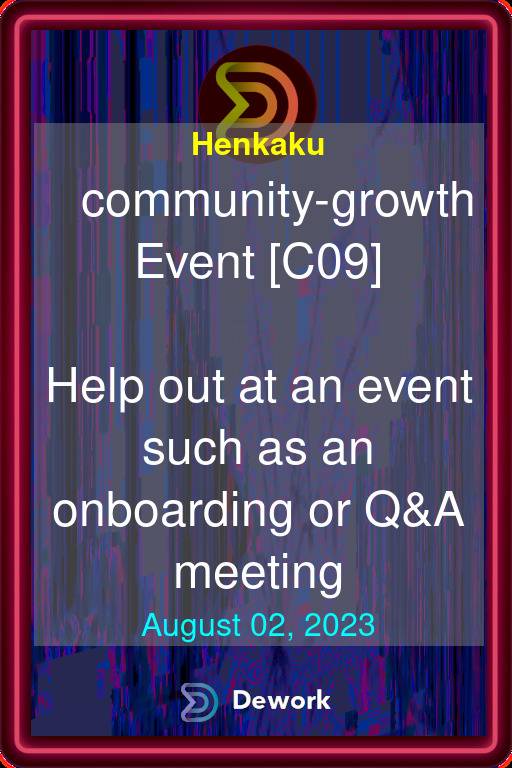 Henkaku
community-growth
Event [C09]
Help out at an event
such as an
onboarding or Q&A
meeting
August 02, 2023
Dework